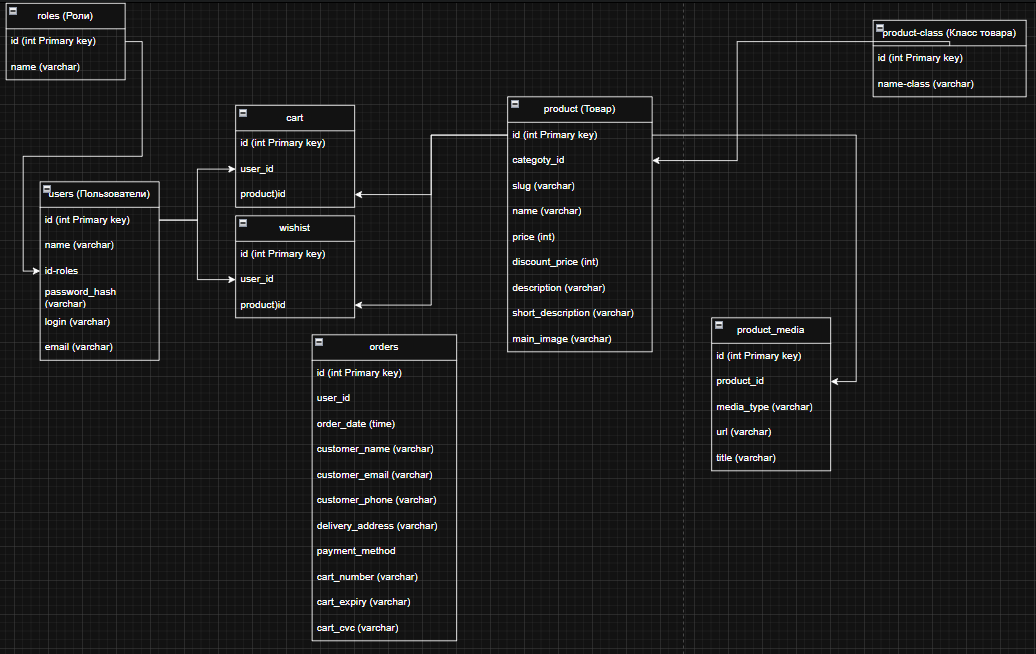 roles (Роли)
id (int Primary key)
name (varchar)
users (Пользователи)
id (int Primary key)
name (varchar)
id-roles
password_hash
(varchar)
login (varchar)
email (varchar)
cart
id (int Primary key)
user_id
product)id
wishist
id (int Primary key)
user_id
product)id
orders
id (int Primary key)
user_id
order_date (time)
customer_name (varchar)
customer_email (varchar)
customer_phone (varchar)
delivery_address (varchar)
payment_method
cart_number (varchar)
cart_expiry (varchar)
cart_cvc (varchar)
product (Товар)
id (int Primary key)
categoty_id
slug (varchar)
name (varchar)
price (int)
discount_price (int)
description (varchar)
short_description (varchar)
main_image (varchar)
product-class (Класс товара)
id (int Primary key)
name-class (varchar)
product_media
id (int Primary key)
product_id
media_type (varchar)
url (varchar)
title (varchar)